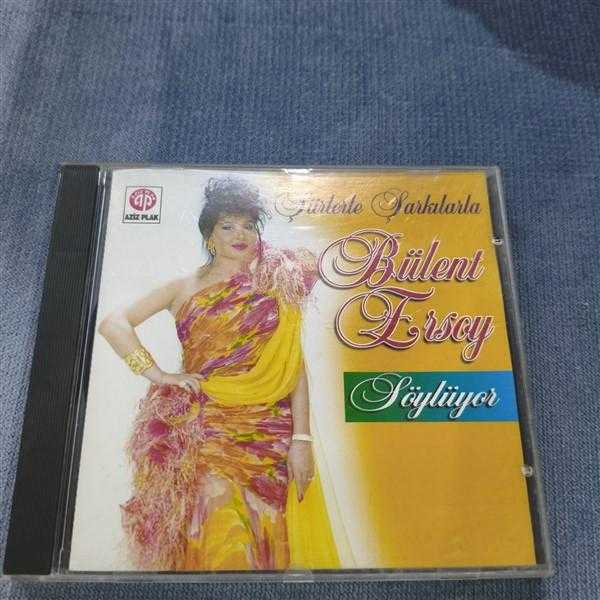 AZİZ PLAK
Şiirlerle Şarkılarla
Bülent
Ersoy
Söylüyor